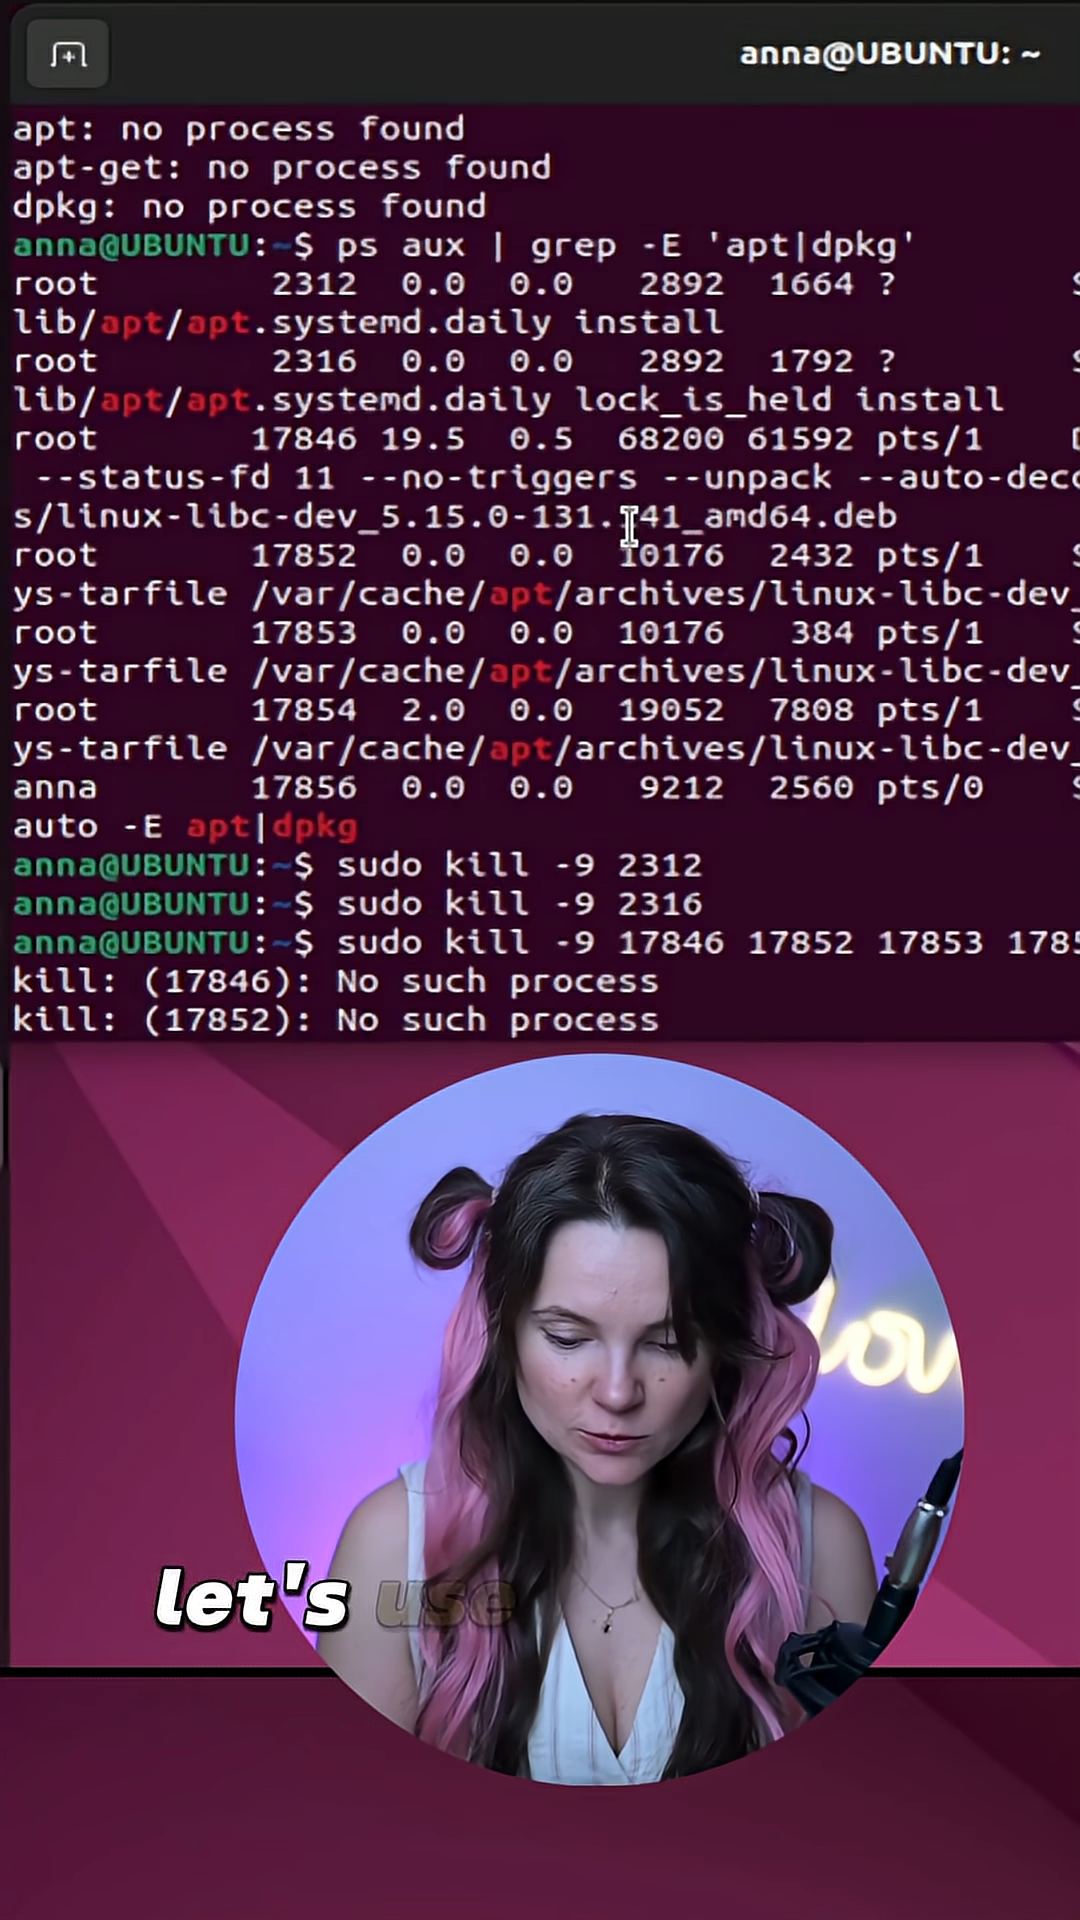 anna@UBUNTU: ~
apt: no process found
apt-get: no process found
dpkg: no process found
anna@UBUNTU:~$ ps aux | grep -E 'apt|dpkg'
root 2312 0.0 0.0 2892 1664 ?
lib/apt/apt.systemd.daily install
root 2316 0.0 0.0 2892 1792 ?
lib/apt/apt.systemd.daily lock_is_held install
root 17846 19.5 0.5 68200 61592 pts/1
--status-fd 11 --no-triggers --unpack --auto-deco
s/linux-libc-dev_5.15.0-131.141_amd64.deb
root 17852 0.0 0.0 10176 2432 pts/1
ys-tarfile /var/cache/apt/archives/linux-libc-dev_
root 17853 0.0 0.0 10176 384 pts/1
ys-tarfile /var/cache/apt/archives/linux-libc-dev_
root 17854 2.0 0.0 19052 7808 pts/1
ys-tarfile /var/cache/apt/archives/linux-libc-dev_
anna 17856 0.0 0.0 9212 2560 pts/0
auto -E apt|dpkg
anna@UBUNTU:~$ sudo kill -9 2312
anna@UBUNTU:~$ sudo kill -9 2316
anna@UBUNTU:~$ sudo kill -9 17846 17852 17853 1785
kill: (17846): No such process
kill: (17852): No such process
let's use